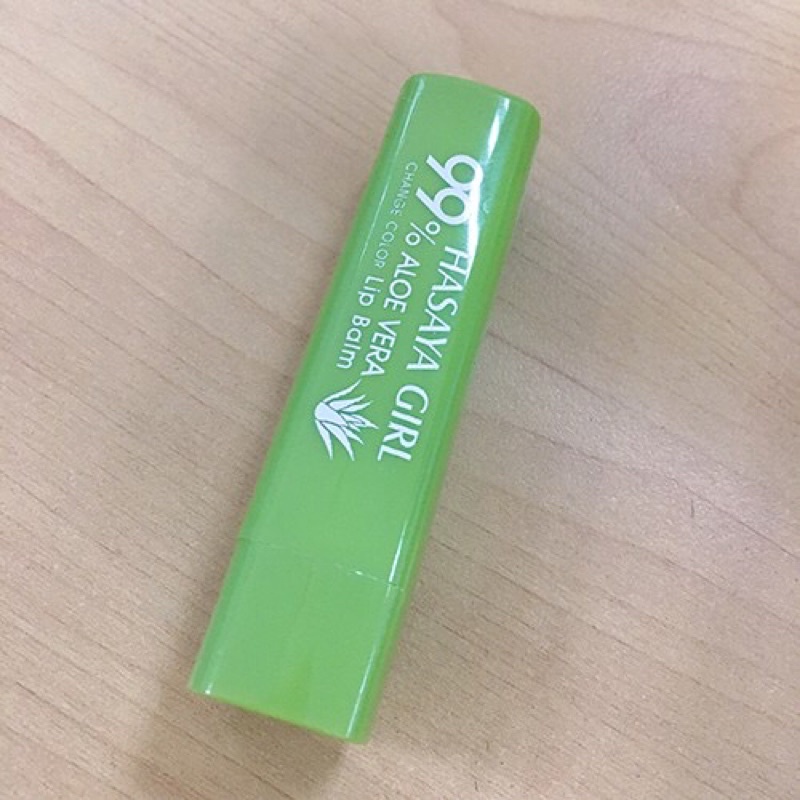 HASAYA GIRL
99% ALOE VERA
CHANGE COLOR Lip Balm